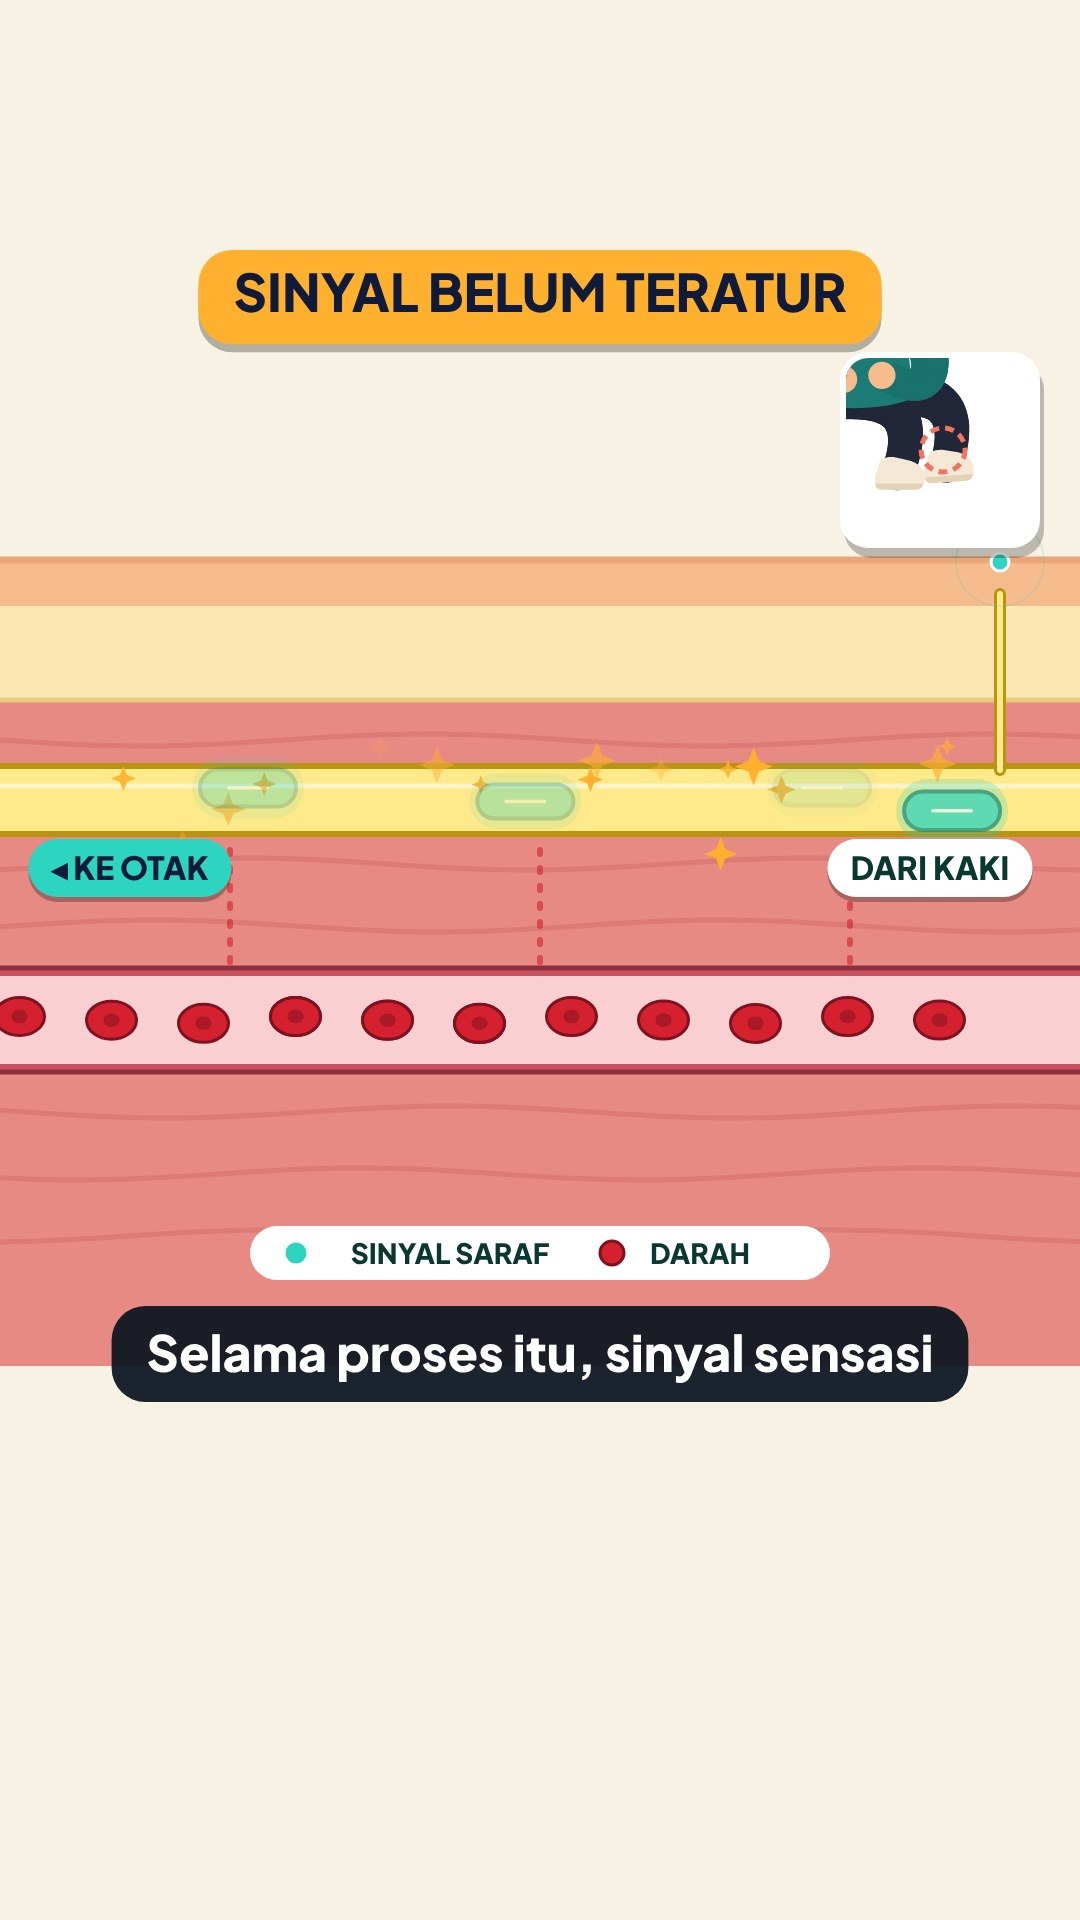 SINYAL BELUM TERATUR
◄ KE OTAK
DARI KAKI
SINYAL SARAF
DARAH
Selama proses itu, sinyal sensasi